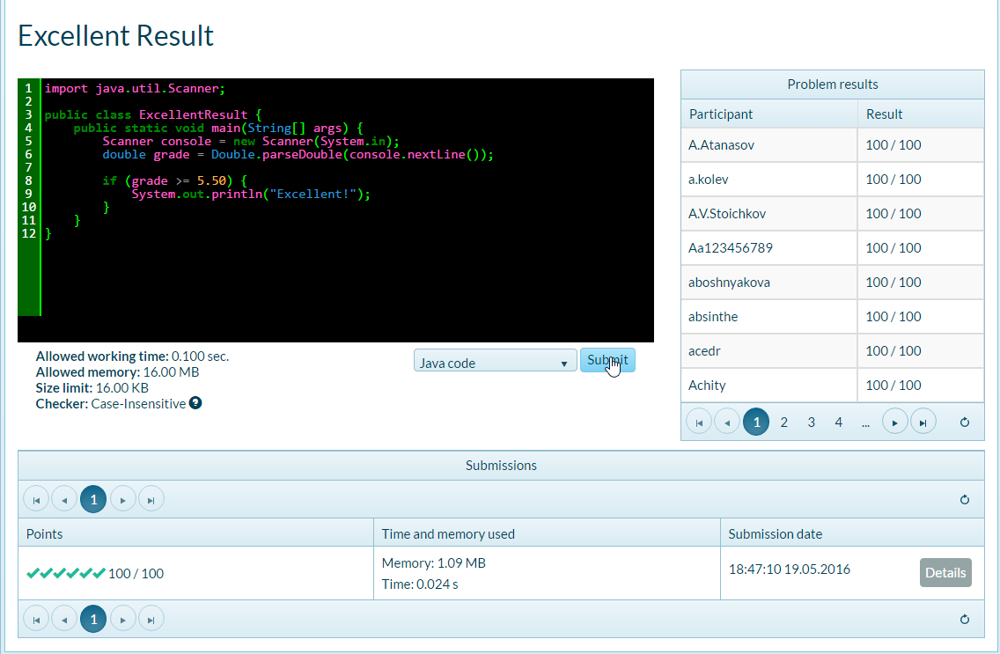 Excellent Result
1 import java.util.Scanner;
2
3 public class ExcellentResult {
4 public static void main(String[] args) {
5 Scanner console = new Scanner(System.in);
6 double grade = Double.parseDouble(console.nextLine());
7
8 if (grade >= 5.50) {
9 System.out.println("Excellent!");
10 }
11 }
12 }
Allowed working time: 0.100 sec.
Allowed memory: 16.00 MB
Size limit: 16.00 KB
Checker: Case-Insensitive ?
Java code
Submit
Problem results
Participant Result
A.Atanasov 100 / 100
a.kolev 100 / 100
A.V.Stoichkov 100 / 100
Aa123456789 100 / 100
aboshnyakova 100 / 100
absinthe 100 / 100
acedr 100 / 100
Achity 100 / 100
1 2 3 4 ...
Submissions
1
Points Time and memory used Submission date
100 / 100 Memory: 1.09 MB 18:47:10 19.05.2016 Details
Time: 0.024 s
1